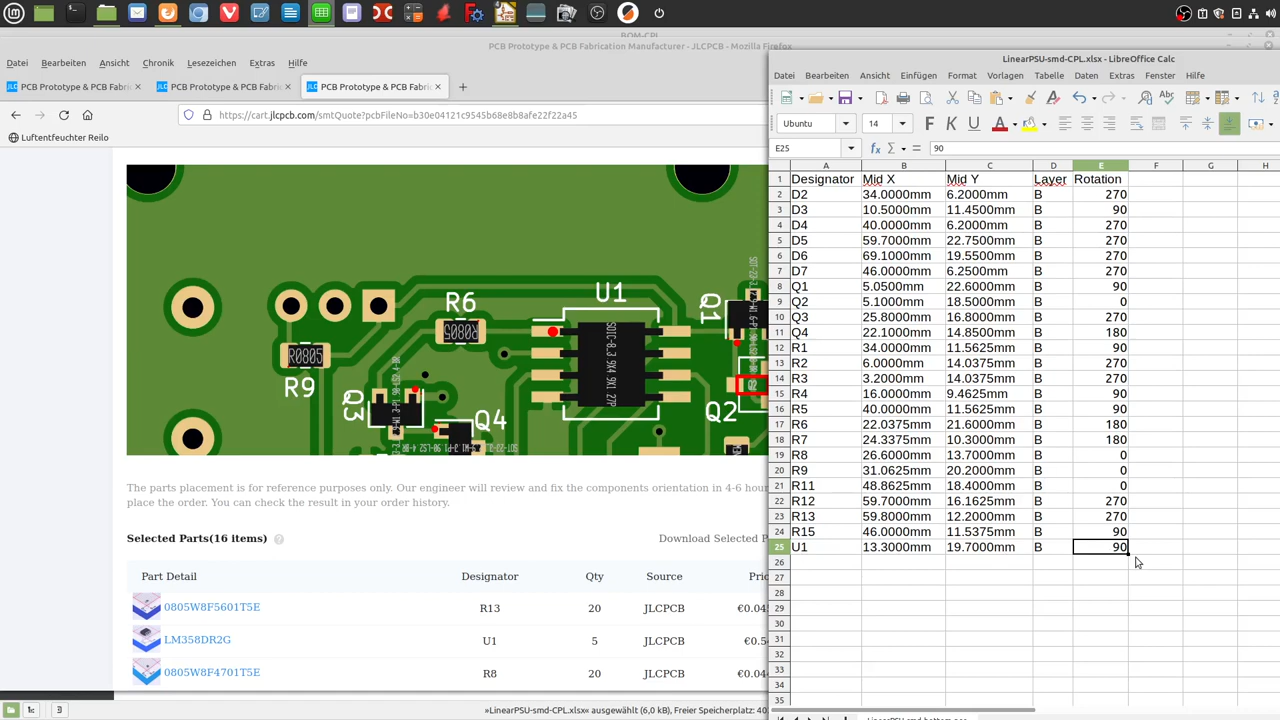 BOM-CPL
PCB Prototype & PCB Fabrication Manufacturer - JLCPCB - Mozilla Firefox
Datei Bearbeiten Ansicht Chronik Lesezeichen Extras Hilfe
PCB Prototype & PCB Fabric
PCB Prototype & PCB Fabri
PCB Prototype & PCB Fabric
https://cart.jlcpcb.com/smtQuote?pcbFileNo=b30e04121c9545b68e8b8afe22f22a45
Luftentfeuchter Reilo
R6
U1
Q1
R0805
R0805
R9
Q3
Q4
Q2
The parts placement is for reference purposes only. Our engineer will review and fix the components orientation in 4-6 hour
place the order. You can check the result in your order history.
Selected Parts(16 items)
Download Selected P
Part Detail Designator Qty Source Pric
0805W8F5601T5E R13 20 JLCPCB €0.04
LM358DR2G U1 5 JLCPCB €0.5
0805W8F4701T5E R8 20 JLCPCB €0.04
LinearPSU-smd-CPL.xlsx - LibreOffice Calc
Datei Bearbeiten Ansicht Einfügen Format Vorlagen Tabelle Daten Extras Fenster Hilfe
Ubuntu 14 F K U
E25 90
A B C D E F G H
1 Designator Mid X Mid Y Layer Rotation
2 D2 34.0000mm 6.2000mm B 270
3 D3 10.5000mm 11.4500mm B 90
4 D4 40.0000mm 6.2000mm B 270
5 D5 59.7000mm 22.7500mm B 270
6 D6 69.1000mm 19.5500mm B 270
7 D7 46.0000mm 6.2500mm B 270
8 Q1 5.0500mm 22.6000mm B 90
9 Q2 5.1000mm 18.5000mm B 0
10 Q3 25.8000mm 16.8000mm B 270
11 Q4 22.1000mm 14.8500mm B 180
12 R1 34.0000mm 11.5625mm B 90
13 R2 6.0000mm 14.0375mm B 270
14 R3 3.2000mm 14.0375mm B 270
15 R4 16.0000mm 9.4625mm B 90
16 R5 40.0000mm 11.5625mm B 90
17 R6 22.0375mm 21.6000mm B 180
18 R7 24.3375mm 10.3000mm B 180
19 R8 26.6000mm 13.7000mm B 0
20 R9 31.0625mm 20.2000mm B 0
21 R11 48.8625mm 18.4000mm B 0
22 R12 59.7000mm 16.1625mm B 270
23 R13 59.8000mm 12.2000mm B 270
24 R15 46.0000mm 11.5375mm B 90
25 U1 13.3000mm 19.7000mm B 90
26
27
28
29
30
31
32
33
34
35
»LinearPSU-smd-CPL.xlsx« ausgewählt (6,0 kB), Freier Speicherplatz: 40